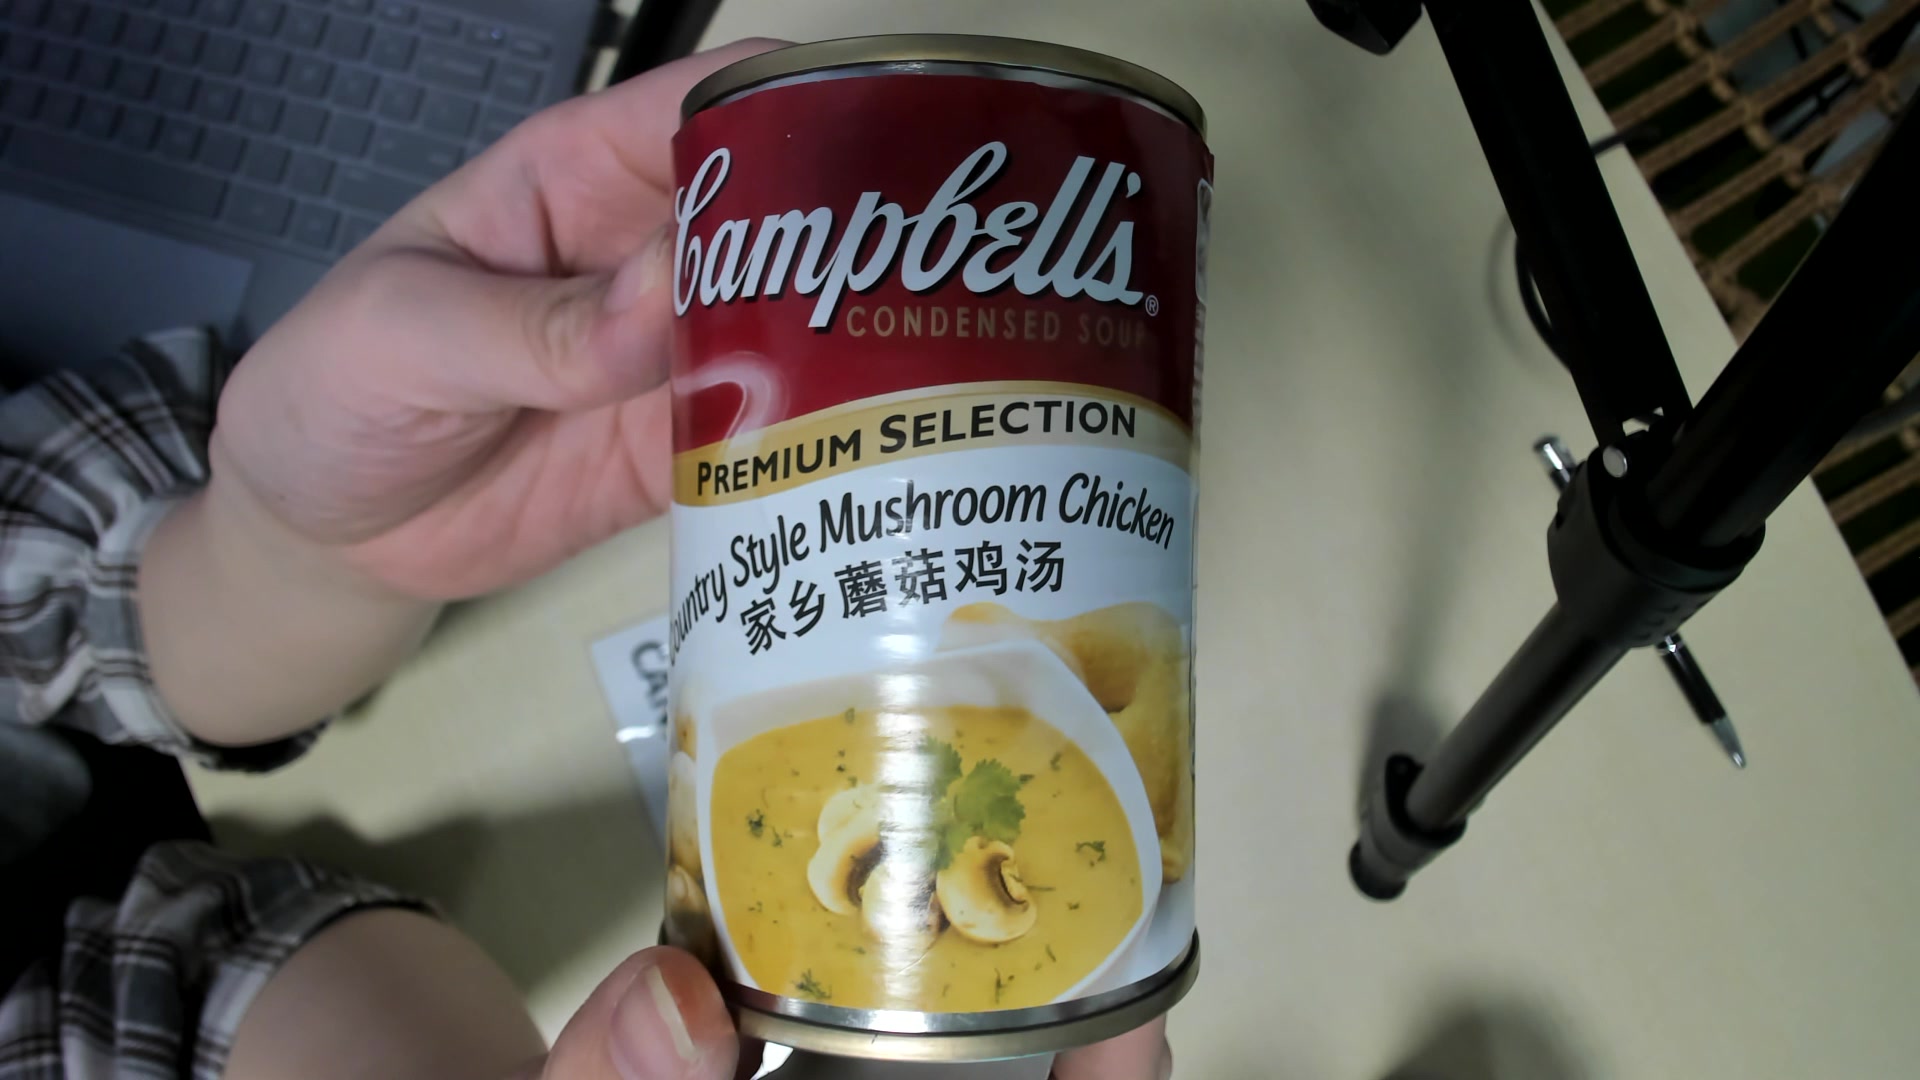 Campbell's®
CONDENSED SOUP
PREMIUM SELECTION
Country Style Mushroom Chicken
家乡蘑菇鸡汤